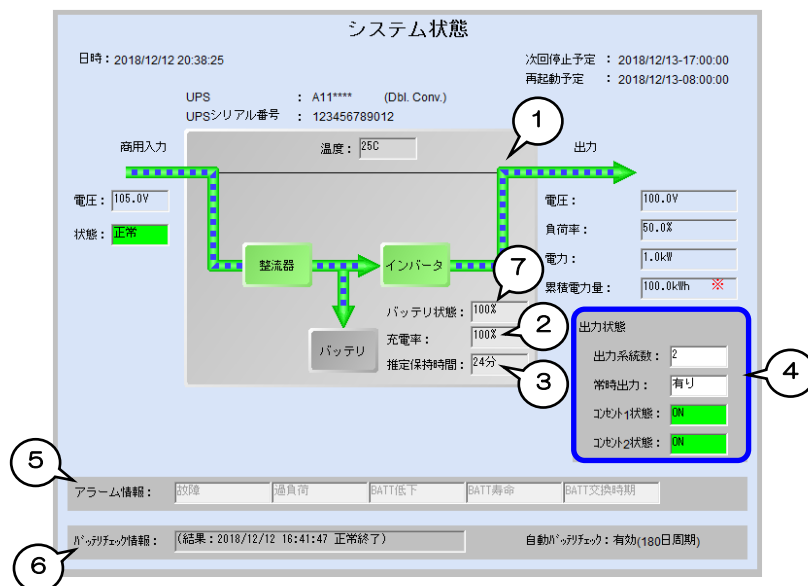 システム状態
日時：2018/12/12 20:38:25
次回停止予定 ： 2018/12/13-17:00:00
再起動予定 ： 2018/12/13-08:00:00
UPS ： A11**** (Dbl. Conv.)
UPSシリアル番号 ： 123456789012
1
商用入力
温度： 25C
出力
電圧： 105.0V
状態： 正常
電圧： 100.0V
負荷率： 50.0%
電力： 1.0kW
累積電力量： 100.0kWh ※
整流器
インバータ
バッテリ
7
バッテリ状態： 100%
2
充電率： 100%
推定保持時間： 24分
3
出力状態
出力系統数： 2
常時出力： 有り
コンセント1状態： ON
コンセント2状態： ON
4
5
アラーム情報： 故障 過負荷 BATT低下 BATT寿命 BATT交換時期
バッテリチェック情報： (結果：2018/12/12 16:41:47 正常終了) 自動バッテリチェック：有効(180日周期)
6